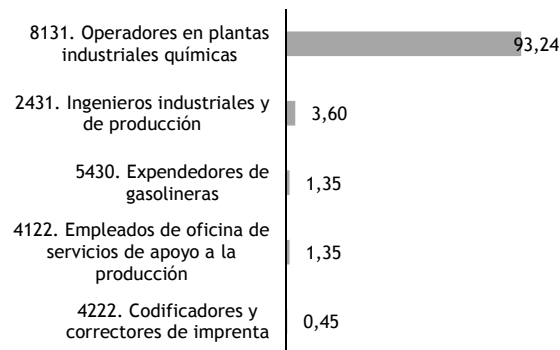 8131. Operadores en plantas
industriales químicas
93,24
2431. Ingenieros industriales y
de producción
3,60
5430. Expendedores de
gasolineras
1,35
4122. Empleados de oficina de
servicios de apoyo a la
producción
1,35
4222. Codificadores y
correctores de imprenta
0,45